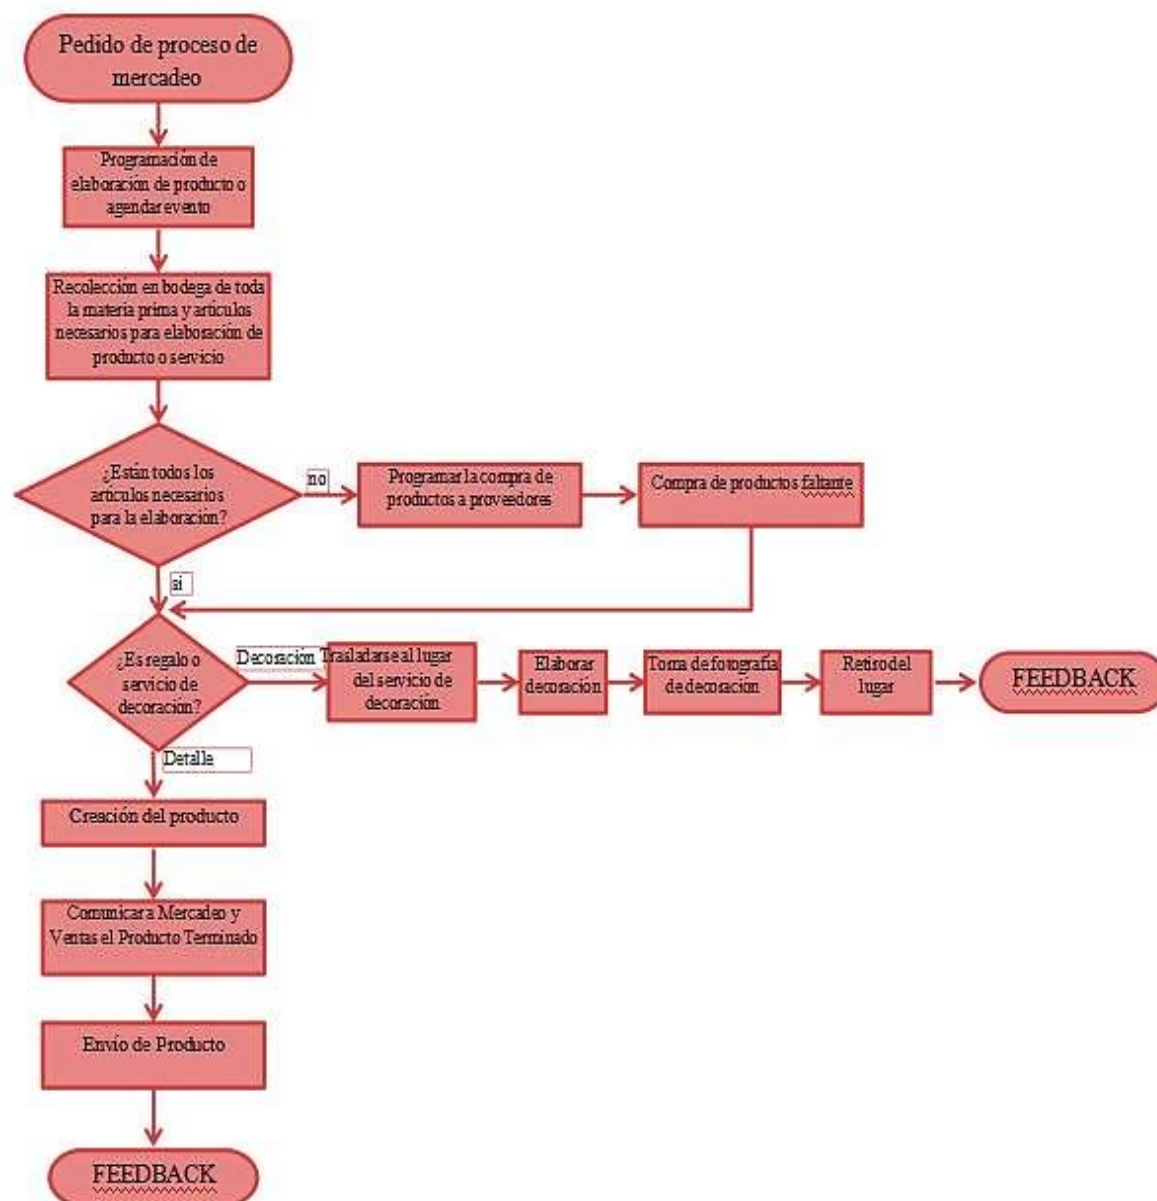 Pedido de proceso de
mercadeo
Programación de
elaboración de producto o
agendar evento
Recolección en bodega de toda
la materia prima y artículos
necesarios para elaboración de
producto o servicio
¿Están todos los
artículos necesarios
para la elaboración?
no
Programar la compra de
productos a proveedores
Compra de productos faltante
si
¿Es regalo o
servicio de
decoración?
Decoración
Trasladarse al lugar
del servicio de
decoración
Elaborar
decoración
Toma de fotografía
de decoración
Retiro del
lugar
FEEDBACK
Detalle
Creación del producto
Comunicar a Mercadeo y
Ventas el Producto Terminado
Envío de Producto
FEEDBACK